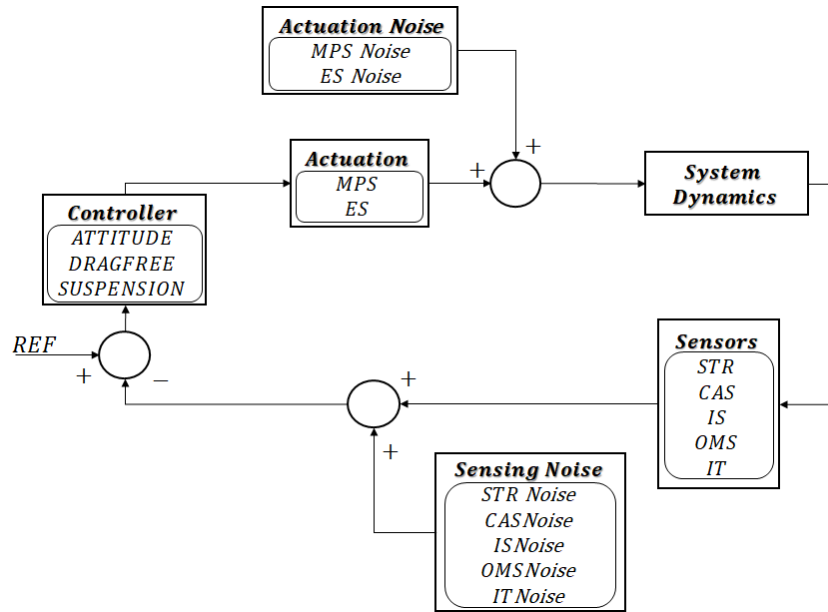 Actuation Noise
MPS Noise
ES Noise
+
Actuation
MPS
ES
+
System
Dynamics
Controller
ATTITUDE
DRAGFREE
SUSPENSION
REF
+
−
Sensors
STR
CAS
IS
OMS
IT
+
+
Sensing Noise
STR Noise
CASNoise
ISNoise
OMSNoise
IT Noise